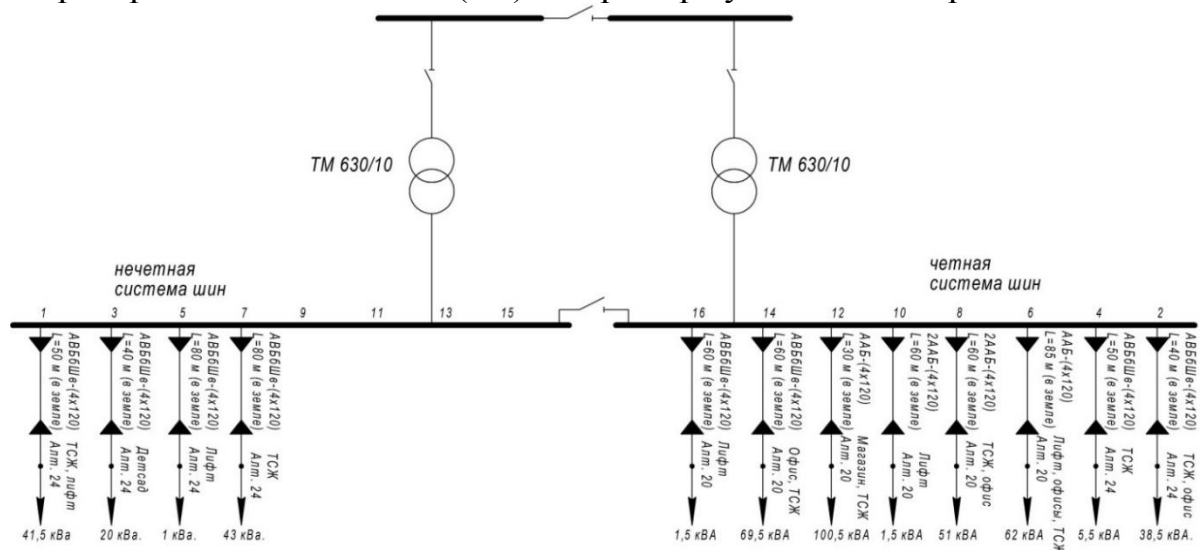 ТМ 630/10
ТМ 630/10
нечетная
система шин
четная
система шин
1 3 5 7 9 11 13 15
16 14 12 10 8 6 4 2
АВБбШв-(4х120)
L=50 м (в земле)
ТСЖ, лифт
Алт. 24
41,5 кВа
АВБбШв-(4х120)
L=40 м (в земле)
Детсад
Алт. 24
20 кВа.
АВБбШв-(4х120)
L=80 м (в земле)
Лифт
Алт. 24
1 кВа.
АВБбШв-(4х120)
L=80 м (в земле)
ТСЖ
Алт. 24
43 кВа.
АВБбШв-(4х120)
L=60 м (в земле)
Лифт
Алт. 20
1,5 кВА
АВБбШв-(4х120)
L=60 м (в земле)
Офис, ТСЖ
Алт. 20
69,5 кВА
ААБ-(4х120)
L=30 м (в земле)
Магазин, ТСЖ
Алт. 20
100,5 кВА
2ААБ-(4х120)
L=60 м (в земле)
Лифт
Алт. 20
1,5 кВА
2ААБ-(4х120)
L=60 м (в земле)
ТСЖ, офис
Алт. 20
51 кВА
ААБ-(4х120)
L=85 м (в земле)
Лифт, офисы, ТСЖ
Алт. 20
62 кВА
АВБбШв-(4х120)
L=50 м (в земле)
ТСЖ
Алт. 24
5,5 кВА
АВБбШв-(4х120)
L=40 м (в земле)
ТСЖ, офис
Алт. 24
38,5 кВА.